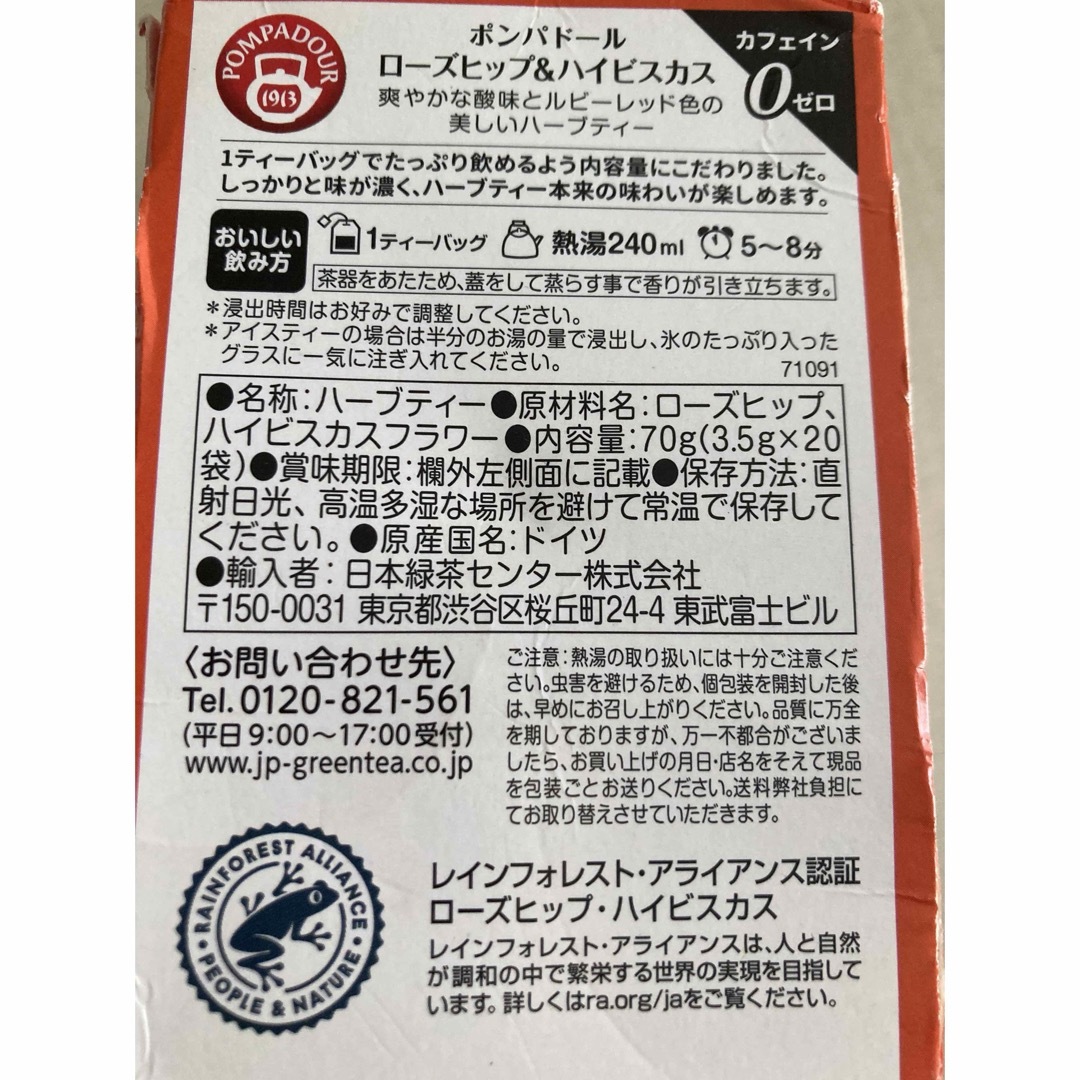 POMPADOUR
1913
ポンパドール
ローズヒップ&ハイビスカス
爽やかな酸味とルビーレッド色の
美しいハーブティー
カフェイン
0ゼロ
1ティーバッグでたっぷり飲めるよう内容量にこだわりました。
しっかりと味が濃く、ハーブティー本来の味わいが楽しめます。
おいしい
飲み方
1ティーバッグ 熱湯240ml 5〜8分
茶器をあたため、蓋をして蒸らす事で香りが引き立ちます。
*浸出時間はお好みで調整してください。
*アイスティーの場合は半分のお湯の量で浸出し、氷のたっぷり入った
グラスに一気に注ぎ入れてください。
71091
●名称:ハーブティー●原材料名:ローズヒップ、
ハイビスカスフラワー●内容量:70g(3.5g×20
袋)●賞味期限:欄外左側面に記載●保存方法:直
射日光、高温多湿な場所を避けて常温で保存して
ください。●原産国名:ドイツ
●輸入者:日本緑茶センター株式会社
〒150-0031 東京都渋谷区桜丘町24-4 東武富士ビル
〈お問い合わせ先〉
Tel.0120-821-561
(平日9:00〜17:00受付)
www.jp-greentea.co.jp
ご注意:熱湯の取り扱いには十分ご注意くだ
さい。虫害を避けるため、個包装を開封した後
は、早めにお召し上がりください。品質に万全
を期しておりますが、万一不都合がございま
したら、お買い上げの月日・店名をそえて現品
を包装ごとお送りください。送料弊社負担に
てお取り替えさせていただきます。
RAINFOREST ALLIANCE
PEOPLE & NATURE
レインフォレスト・アライアンス認証
ローズヒップ・ハイビスカス
レインフォレスト・アライアンスは、人と自然
が調和の中で繁栄する世界の実現を目指して
います。詳しくはra.org/jaをご覧ください。